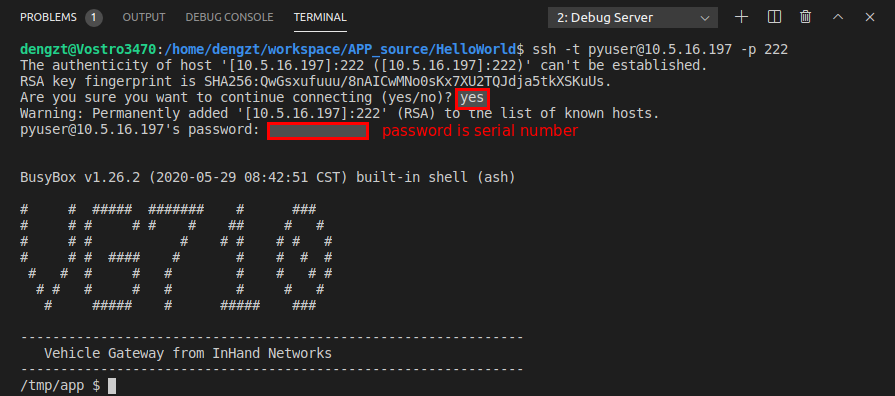 PROBLEMS 1 OUTPUT DEBUG CONSOLE TERMINAL 2: Debug Server
dengzt@Vostro3470:/home/dengzt/workspace/APP_source/HelloWorld$ ssh -t pyuser@10.5.16.197 -p 222
The authenticity of host '[10.5.16.197]:222 ([10.5.16.197]:222)' can't be established.
RSA key fingerprint is SHA256:QwGsxufuuu/8nAICwMNo0sKx7XU2TQJdja5tkXSKuUs.
Are you sure you want to continue connecting (yes/no)? yes
Warning: Permanently added '[10.5.16.197]:222' (RSA) to the list of known hosts.
pyuser@10.5.16.197's password: password is serial number
BusyBox v1.26.2 (2020-05-29 08:42:51 CST) built-in shell (ash)
VG710
------------------------------------------------------------
Vehicle Gateway from InHand Networks
------------------------------------------------------------
/tmp/app $